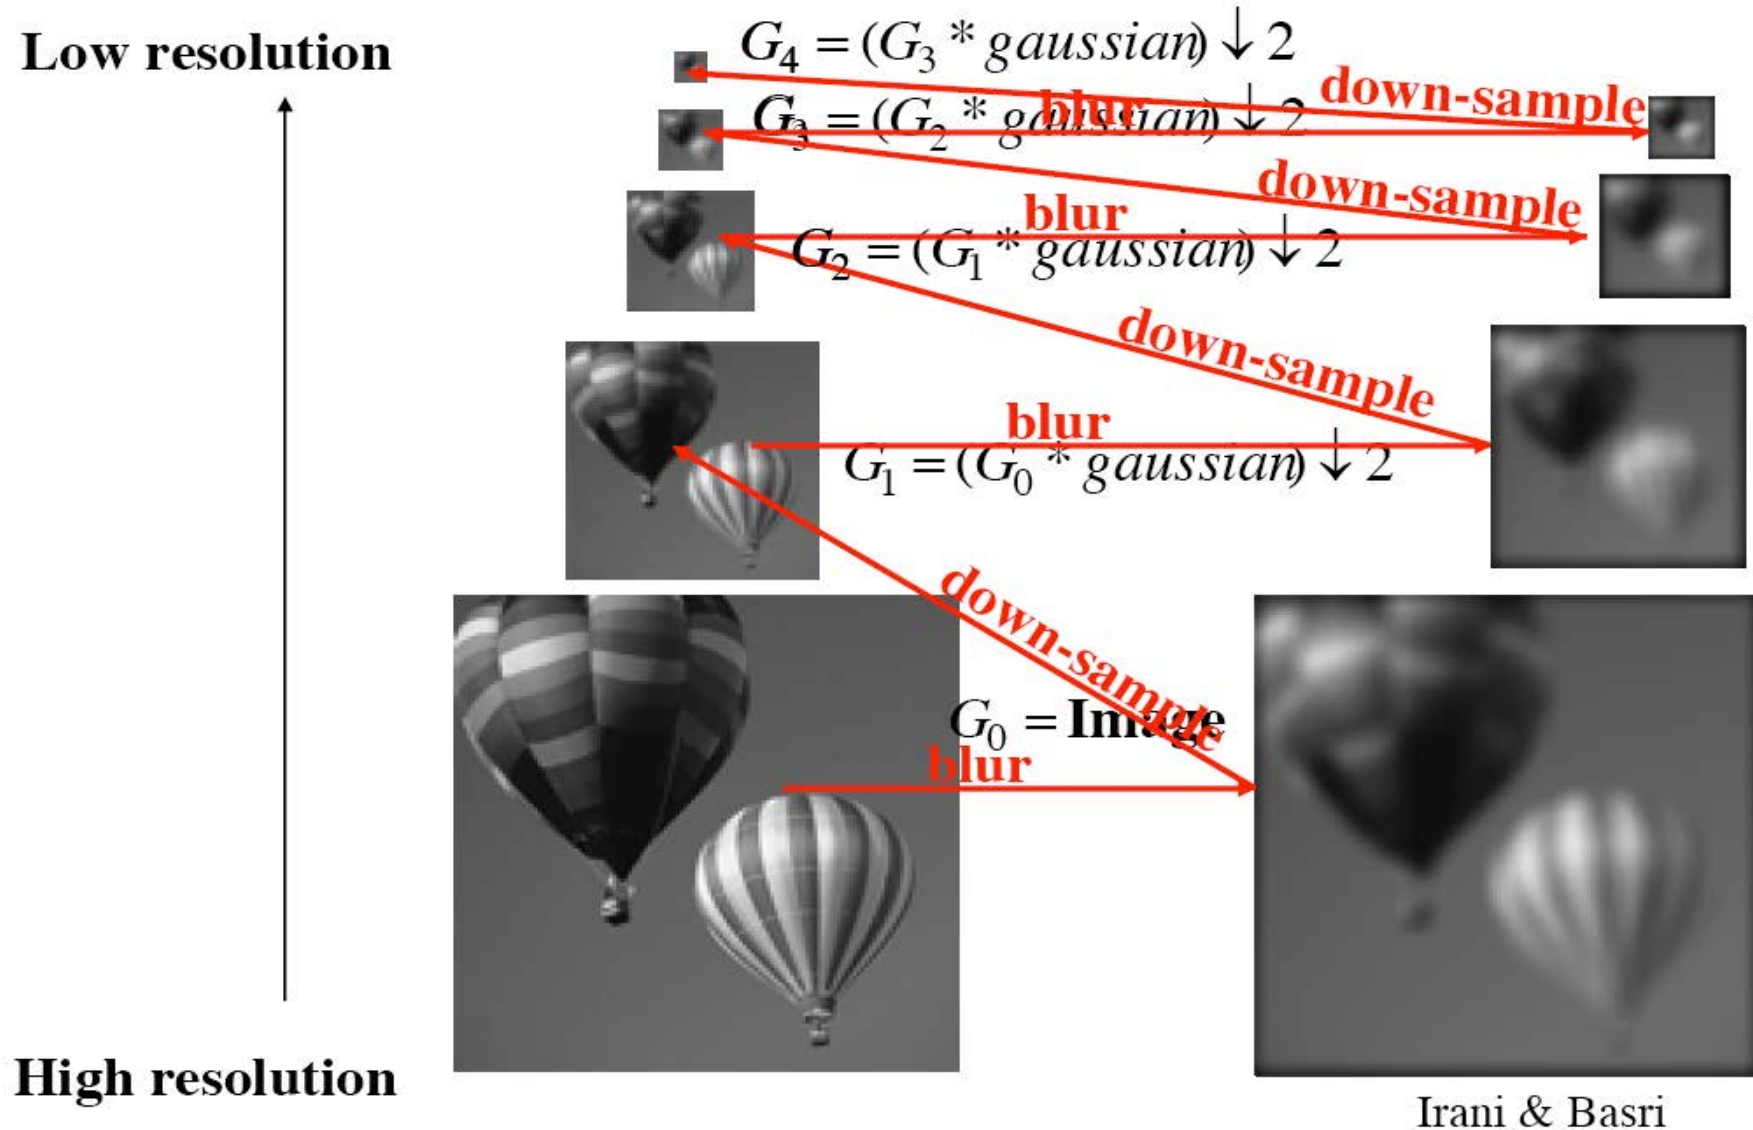 Low resolution
G₄ = (G₃ * gaussian) ↓ 2
down-sample
blur
G₃ = (G₂ * gaussian) ↓ 2
down-sample
blur
G₂ = (G₁ * gaussian) ↓ 2
down-sample
blur
G₁ = (G₀ * gaussian) ↓ 2
down-sample
G₀ = Image
blur
High resolution
Irani & Basri